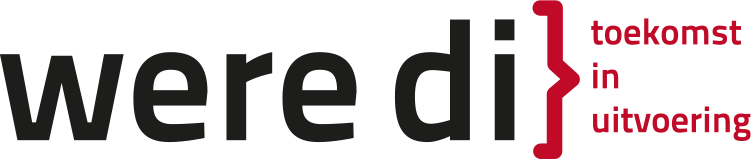 were di
toekomst
in
uitvoering